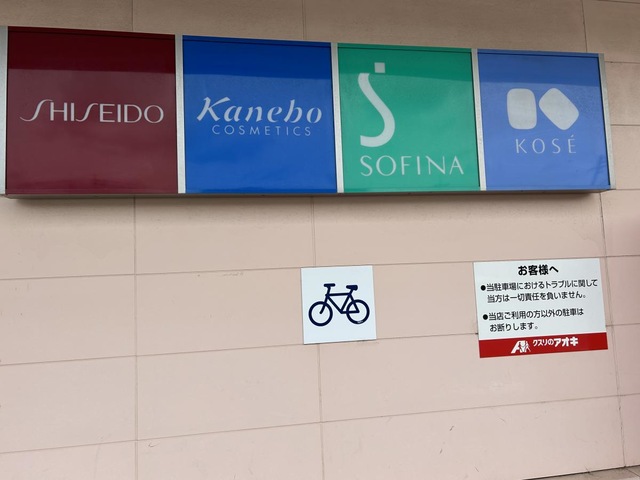 SHISEIDO
Kanebo
COSMETICS
SOFINA
KOSÉ
お客様へ
●当駐車場におけるトラブルに関して
当方は一切責任を負いません。
●当店ご利用の方以外の駐車は
お断りします。
クスリのアオキ